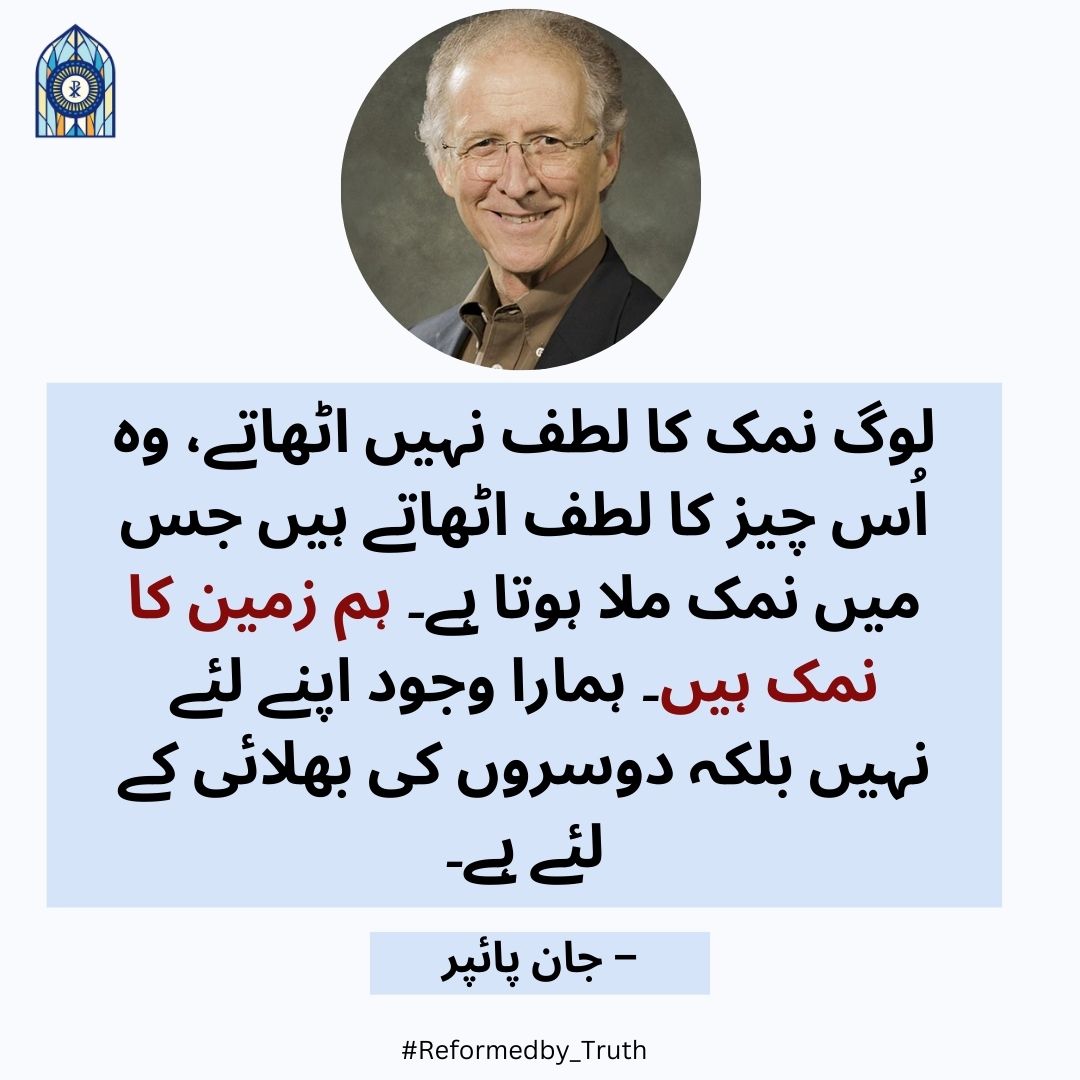 لوگ نمک کا لطف نہیں اٹھاتے، وہ
اُس چیز کا لطف اٹھاتے ہیں جس
میں نمک ملا ہوتا ہے۔ ہم زمین کا
نمک ہیں۔ ہمارا وجود اپنے لئے
نہیں بلکہ دوسروں کی بھلائی کے
لئے ہے۔
– جان پائپر
#Reformedby_Truth